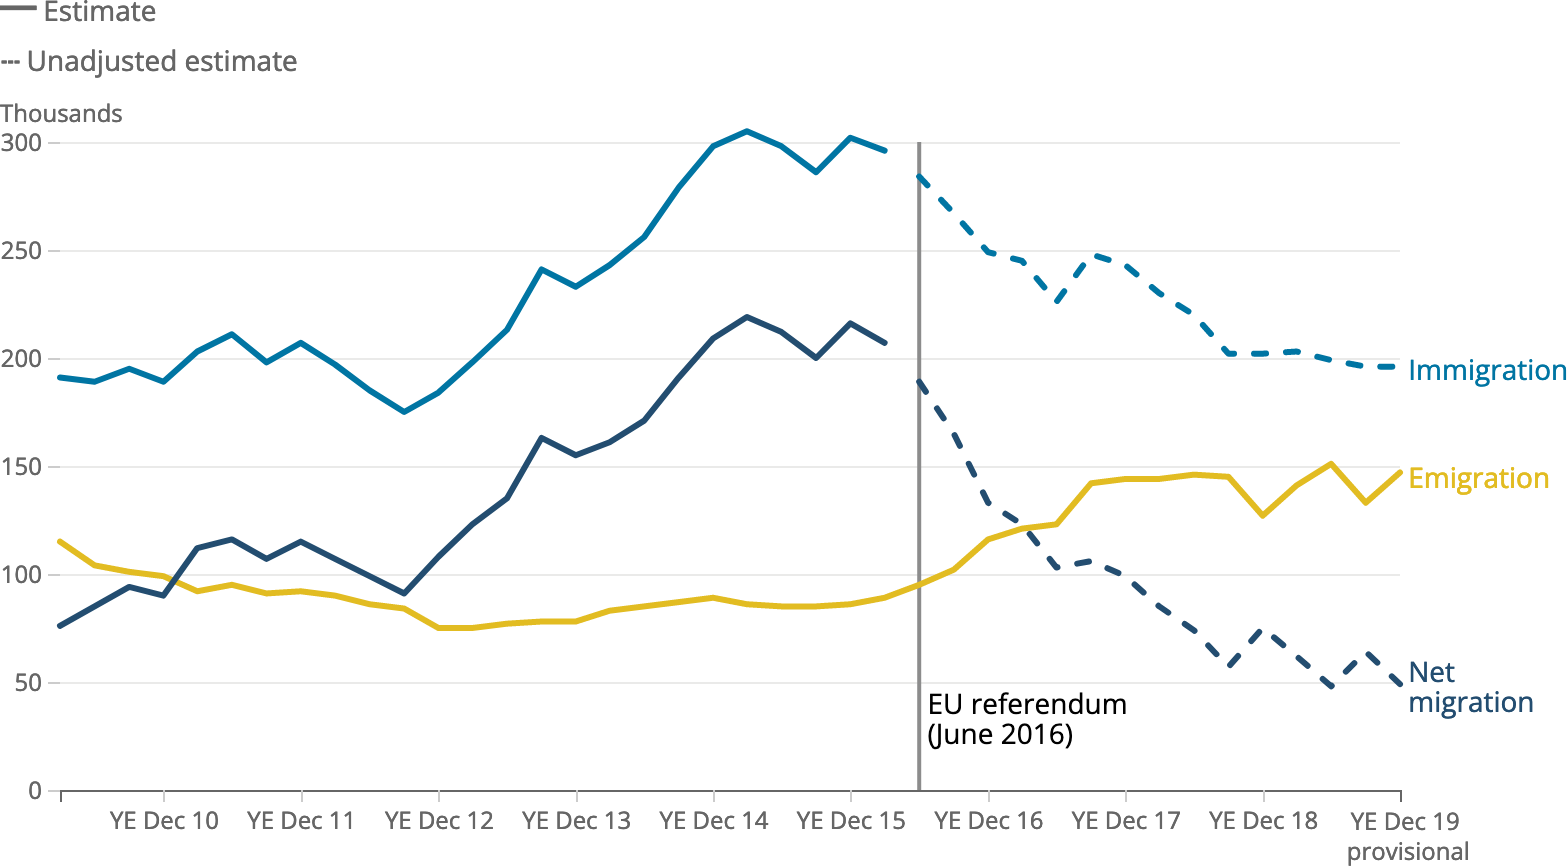 Estimate
Unadjusted estimate
Thousands
300
250
200
150
100
50
0
Immigration
Emigration
Net
migration
EU referendum
(June 2016)
YE Dec 10
YE Dec 11
YE Dec 12
YE Dec 13
YE Dec 14
YE Dec 15
YE Dec 16
YE Dec 17
YE Dec 18
YE Dec 19
provisional